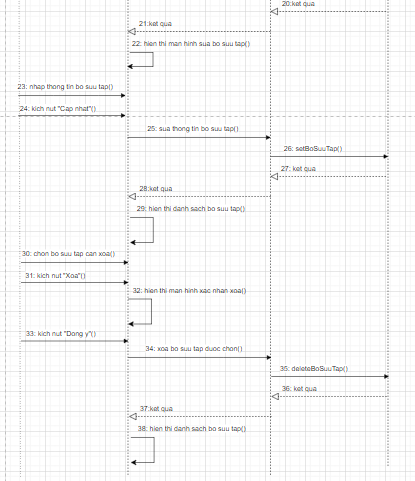 20:ket qua
21:ket qua
22: hien thi man hinh sua bo suu tap()
23: nhap thong tin bo suu tap()
24: kich nut "Cap nhat"()
25: sua thong tin bo suu tap()
26: setBoSuuTap()
27: ket qua
28:ket qua
29: hien thi danh sach bo suu tap()
30: chon bo suu tap can xoa()
31: kich nut "Xoa"()
32: hien thi man hinh xac nhan xoa()
33: kich nut "Dong y"()
34: xoa bo suu tap duoc chon()
35: deleteBoSuuTap()
36: ket qua
37:ket qua
38: hien thi danh sach bo suu tap()